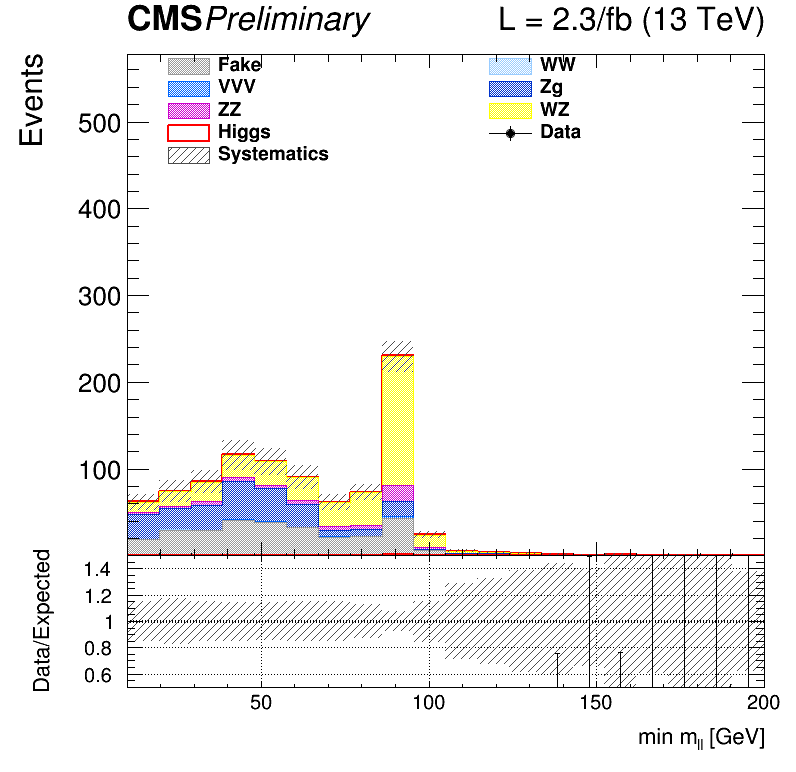 CMS Preliminary L = 2.3/fb (13 TeV)
Events
Fake WW
VVV Zg
ZZ WZ
Higgs Data
Systematics
500
400
300
200
100
Data/Expected
1.4
1.2
1
0.8
0.6
50 100 150 200
min m_ll [GeV]